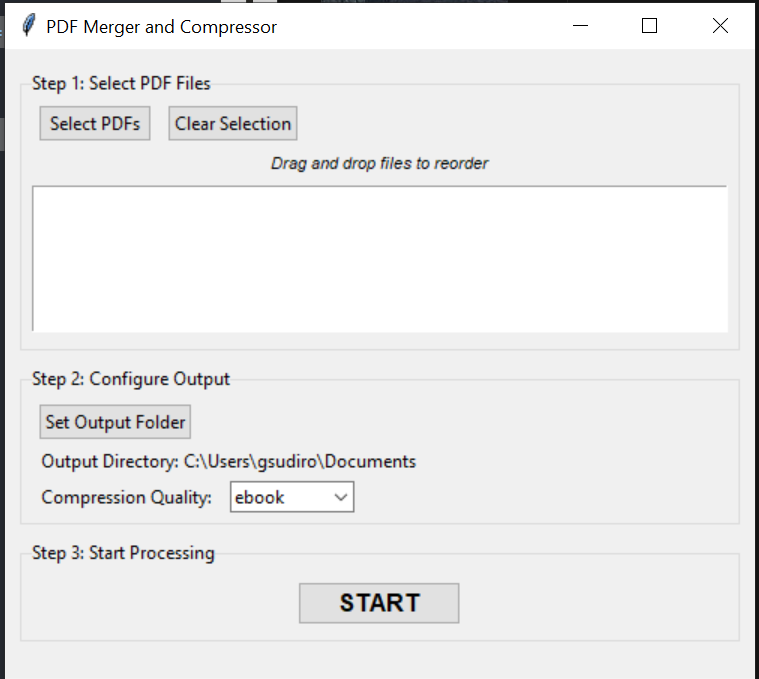 PDF Merger and Compressor
Step 1: Select PDF Files
Select PDFs Clear Selection
Drag and drop files to reorder
Step 2: Configure Output
Set Output Folder
Output Directory: C:\Users\gsudiro\Documents
Compression Quality: ebook
Step 3: Start Processing
START